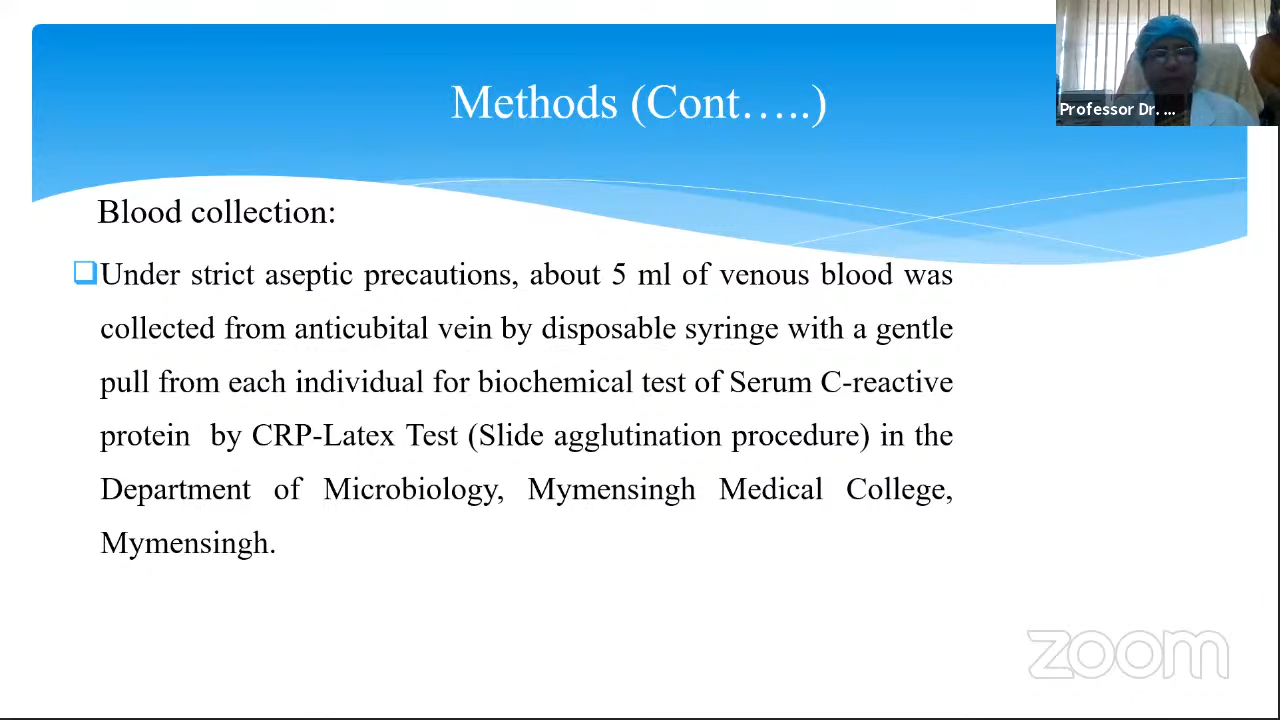 Methods (Cont…..)
Professor Dr. ...
Blood collection:
Under strict aseptic precautions, about 5 ml of venous blood was
collected from anticubital vein by disposable syringe with a gentle
pull from each individual for biochemical test of Serum C-reactive
protein by CRP-Latex Test (Slide agglutination procedure) in the
Department of Microbiology, Mymensingh Medical College,
Mymensingh.
zoom